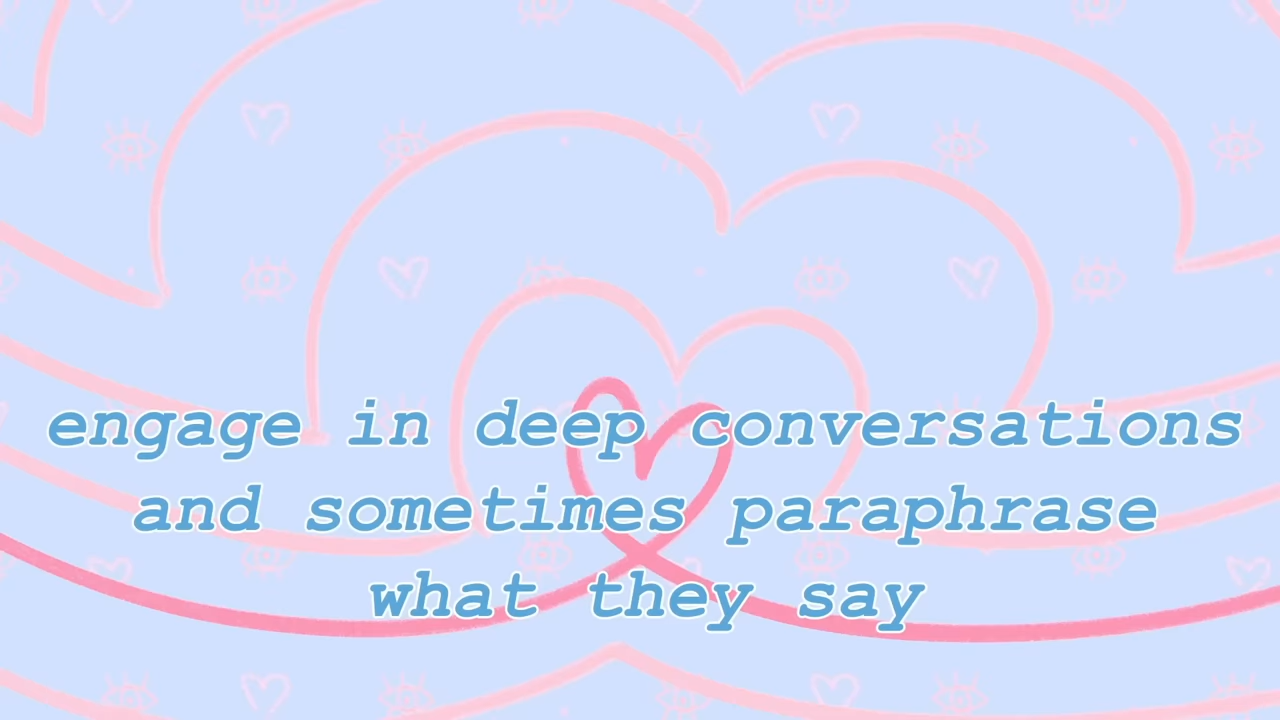 engage in deep conversations
and sometimes paraphrase
what they say